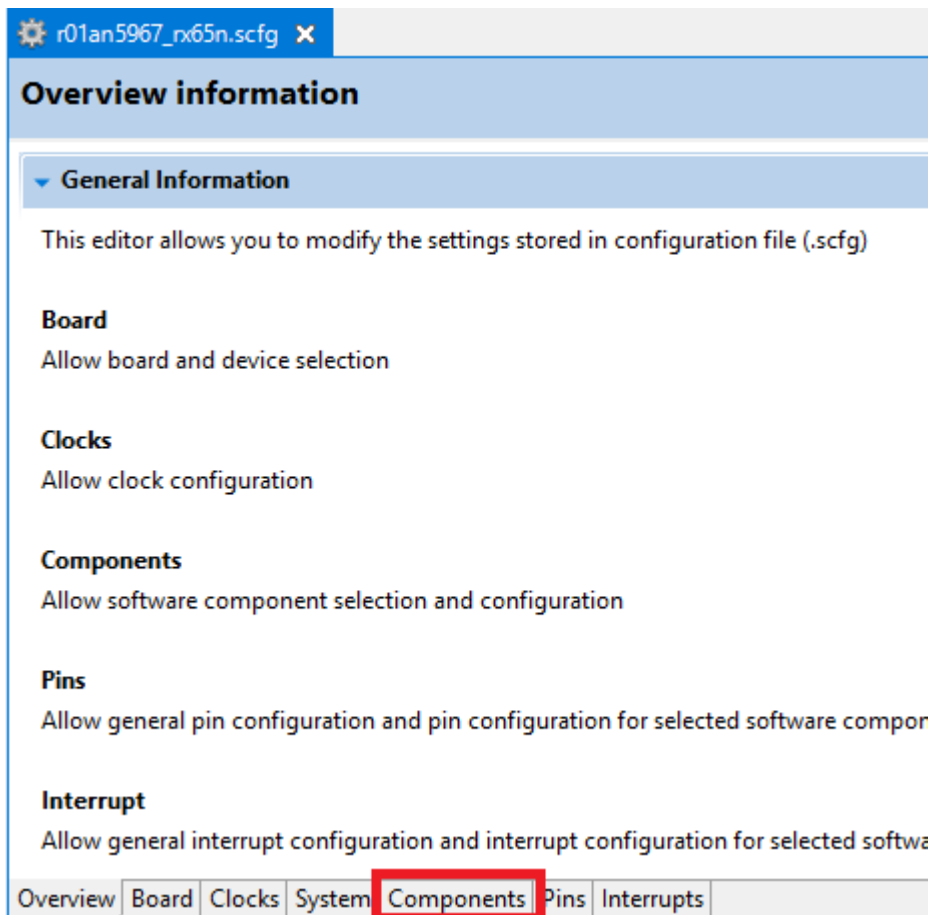 r01an5967_rx65n.scfg
Overview information
General Information
This editor allows you to modify the settings stored in configuration file (.scfg)
Board
Allow board and device selection
Clocks
Allow clock configuration
Components
Allow software component selection and configuration
Pins
Allow general pin configuration and pin configuration for selected software compon
Interrupt
Allow general interrupt configuration and interrupt configuration for selected softwa
Overview Board Clocks System Components Pins Interrupts